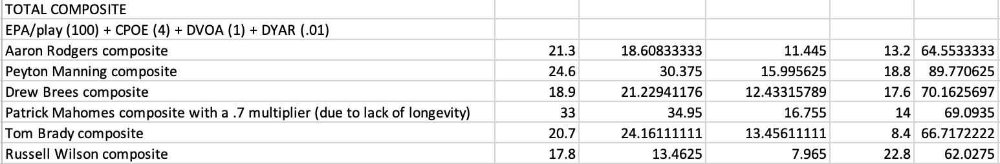 TOTAL COMPOSITE
EPA/play (100) + CPOE (4) + DVOA (1) + DYAR (.01)
Aaron Rodgers composite 21.3 18.60833333 11.445 13.2 64.5533333
Peyton Manning composite 24.6 30.375 15.995625 18.8 89.770625
Drew Brees composite 18.9 21.22941176 12.43315789 17.6 70.1625697
Patrick Mahomes composite with a .7 multiplier (due to lack of longevity) 33 34.95 16.755 14 69.0935
Tom Brady composite 20.7 24.16111111 13.45611111 8.4 66.7172222
Russell Wilson composite 17.8 13.4625 7.965 22.8 62.0275